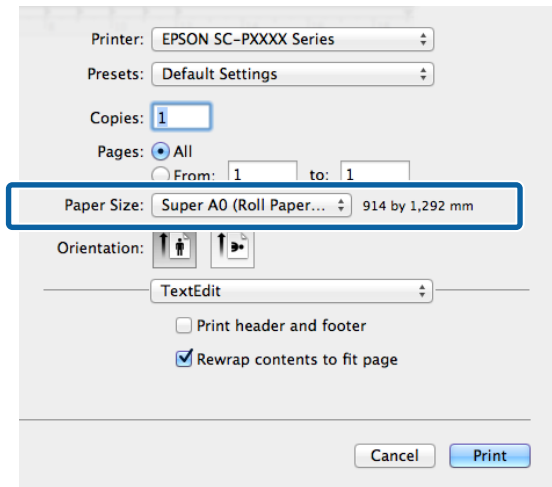 Printer: EPSON SC-PXXXX Series
Presets: Default Settings
Copies: 1
Pages: All
From: 1 to: 1
Paper Size: Super A0 (Roll Paper... 914 by 1,292 mm
Orientation:
TextEdit
Print header and footer
Rewrap contents to fit page
Cancel Print